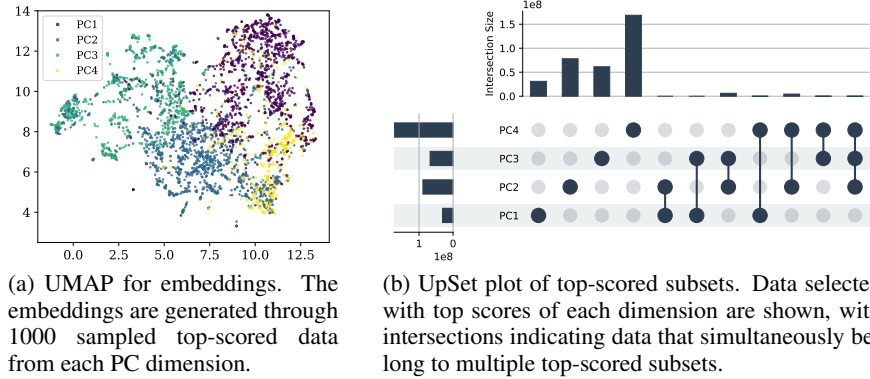 14
12
10
8
6
4
PC1
PC2
PC3
PC4
0.0 2.5 5.0 7.5 10.0 12.5
1e8
Intersection Size
1.5
1.0
0.5
0.0
PC4
PC3
PC2
PC1
1 0
1e8
(a) UMAP for embeddings. The
embeddings are generated through
1000 sampled top-scored data
from each PC dimension.
(b) UpSet plot of top-scored subsets. Data selecte
with top scores of each dimension are shown, wit
intersections indicating data that simultaneously be
long to multiple top-scored subsets.